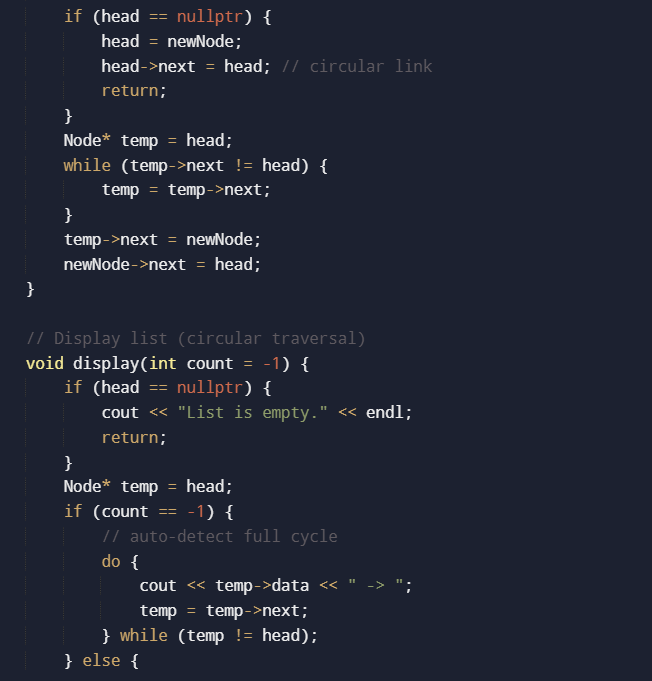 if (head == nullptr) {
head = newNode;
head->next = head; // circular link
return;
}
Node* temp = head;
while (temp->next != head) {
temp = temp->next;
}
temp->next = newNode;
newNode->next = head;
}
// Display list (circular traversal)
void display(int count = -1) {
if (head == nullptr) {
cout << "List is empty." << endl;
return;
}
Node* temp = head;
if (count == -1) {
// auto-detect full cycle
do {
cout << temp->data << " -> ";
temp = temp->next;
} while (temp != head);
} else {